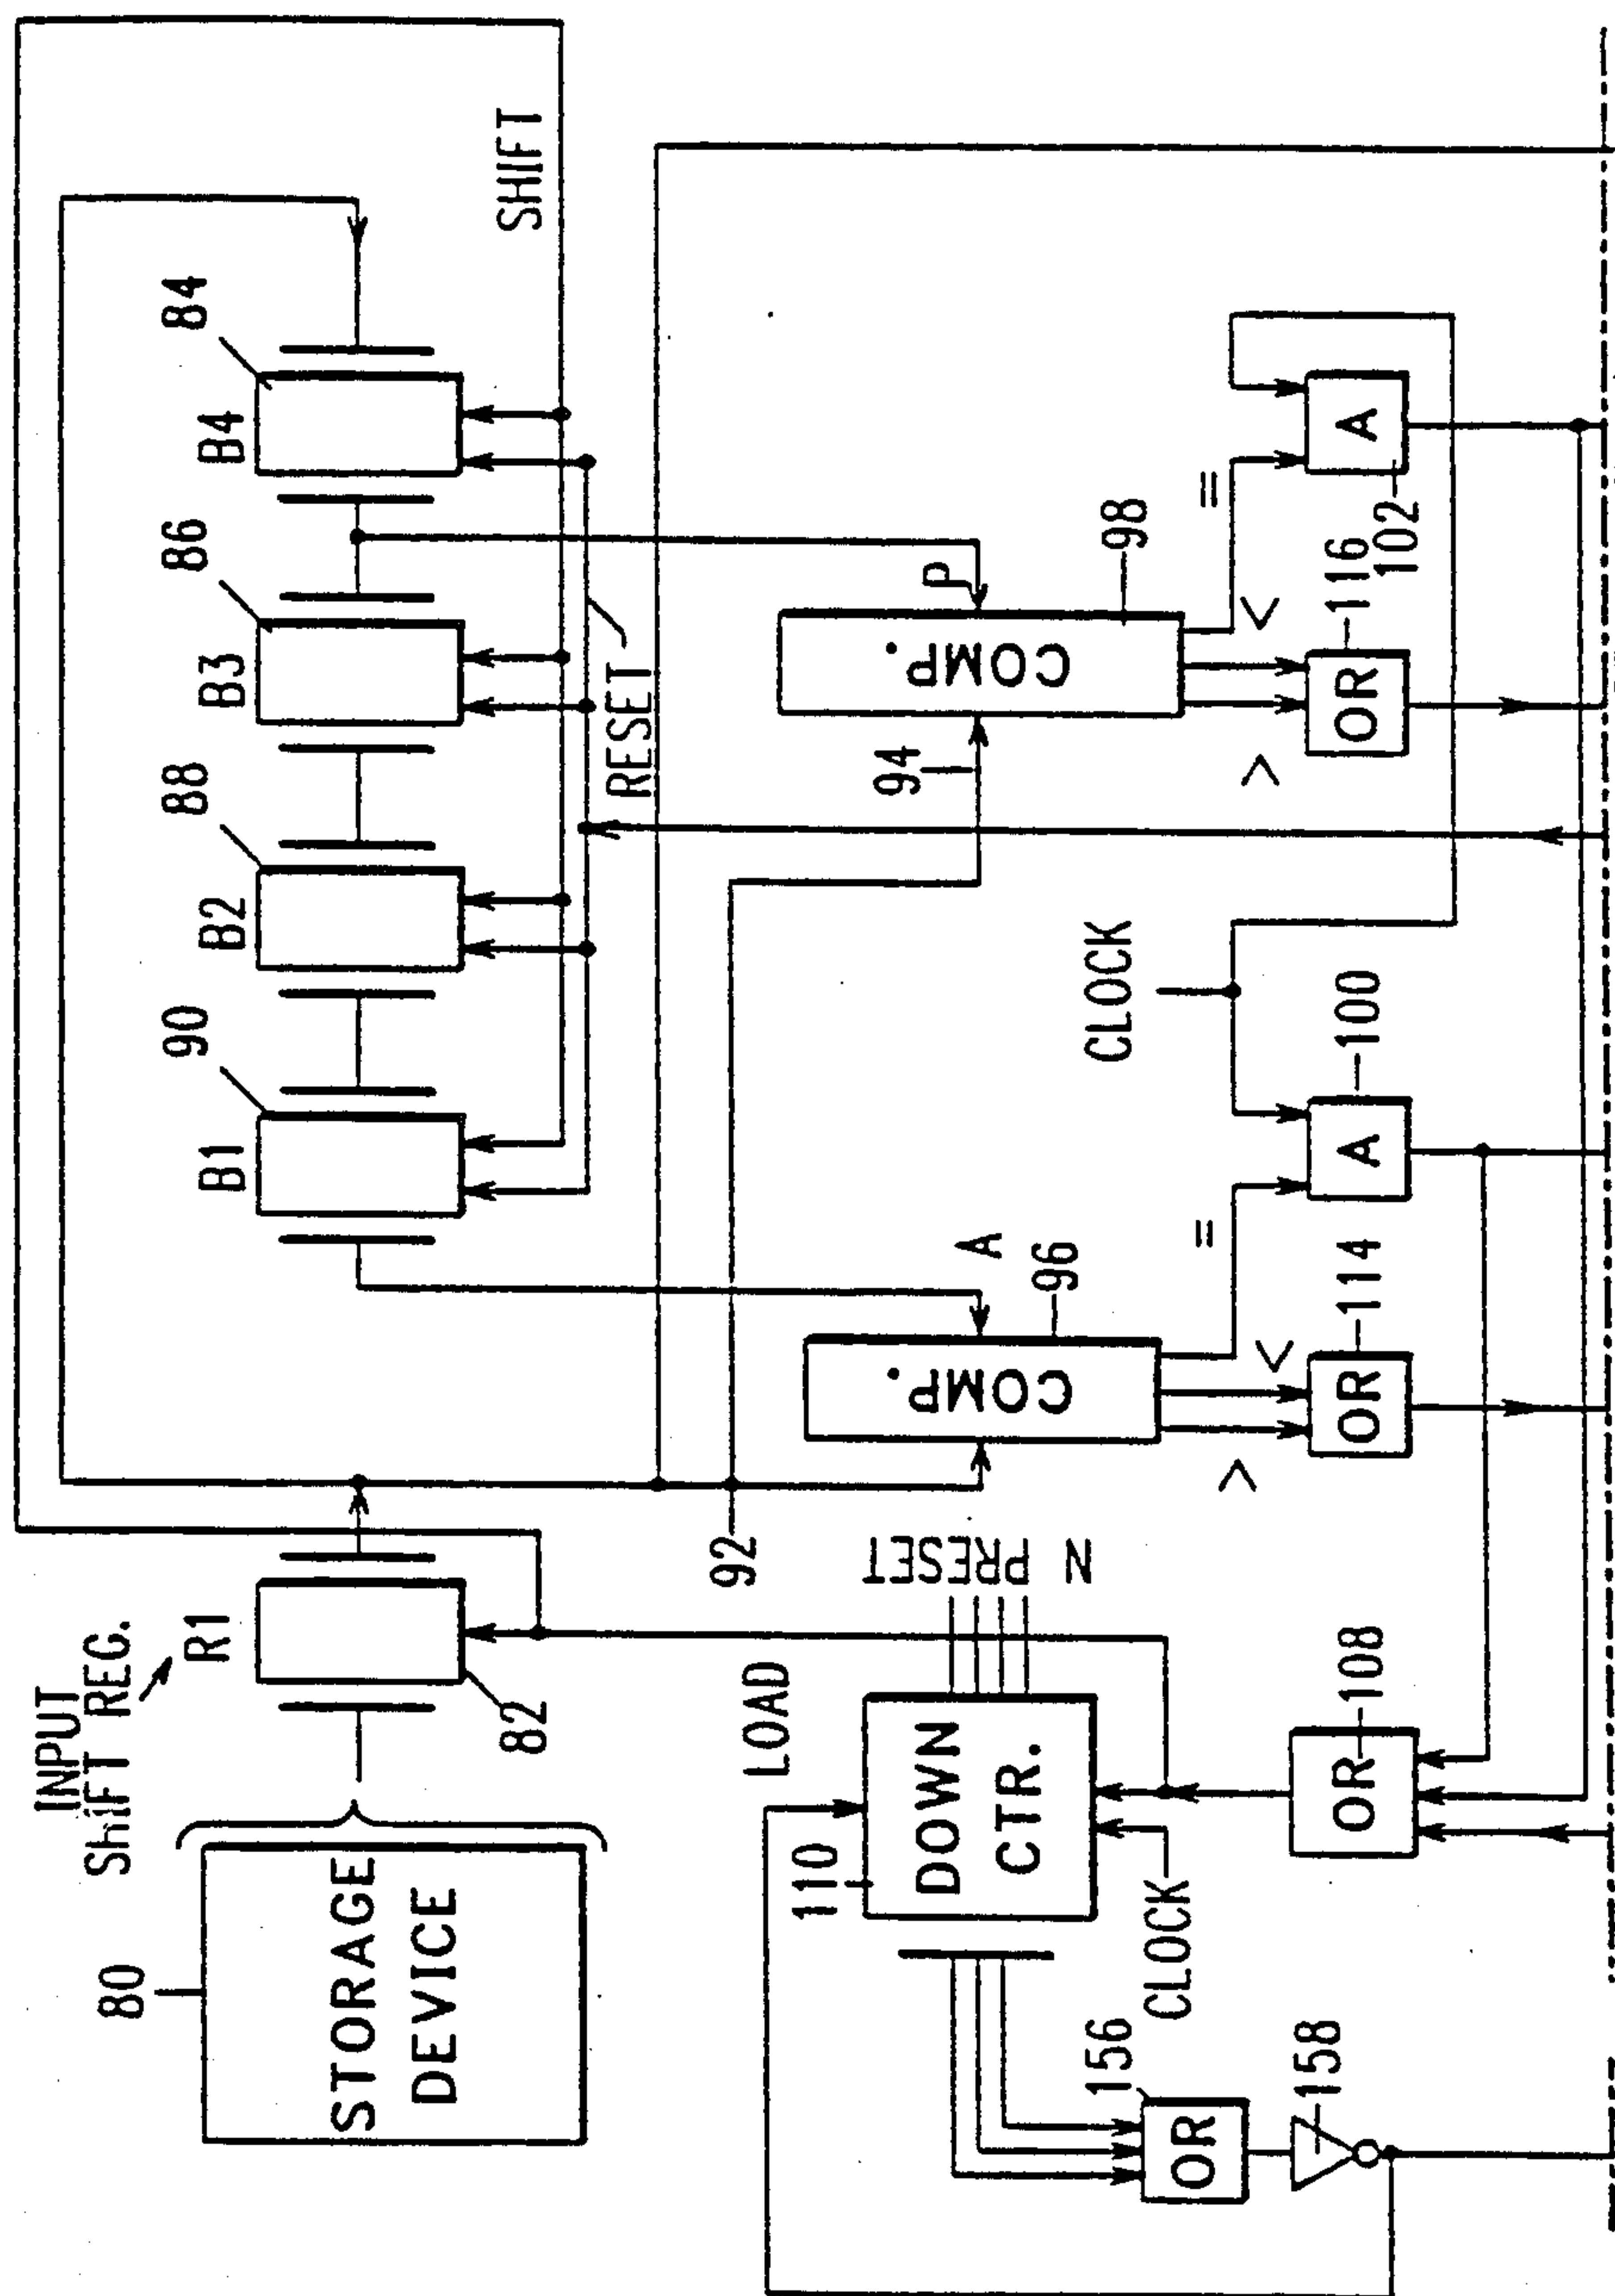 80
STORAGE
DEVICE
INPUT
ShiFT REG.
R1
82
90
B1
88
B2
86
B3
84
B4
SHIFT
RESET
LOAD
110
DOWN
CTR.
N PRESET
CLOCK
92
94
COMP.
A
96
COMP.
P
98
>
<
=
CLOCK
>
<
=
156
OR
158
OR
108
OR
114
A
100
OR
116
A
102